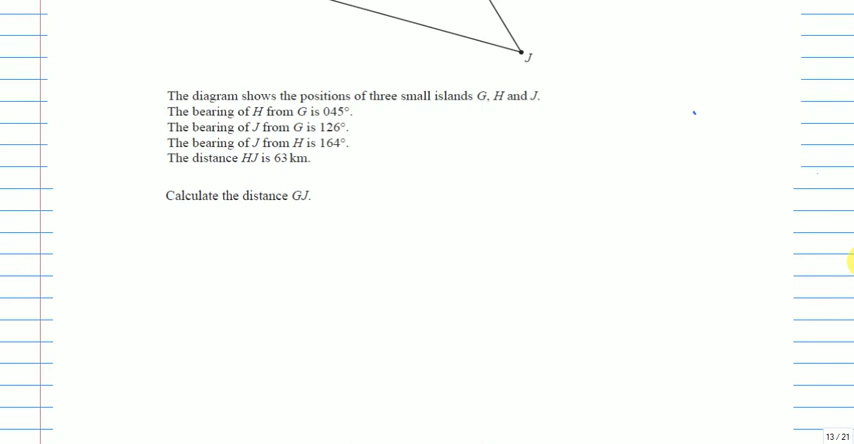 J
The diagram shows the positions of three small islands G, H and J.
The bearing of H from G is 045°.
The bearing of J from G is 126°.
The bearing of J from H is 164°.
The distance HJ is 63 km.
Calculate the distance GJ.
13 / 21